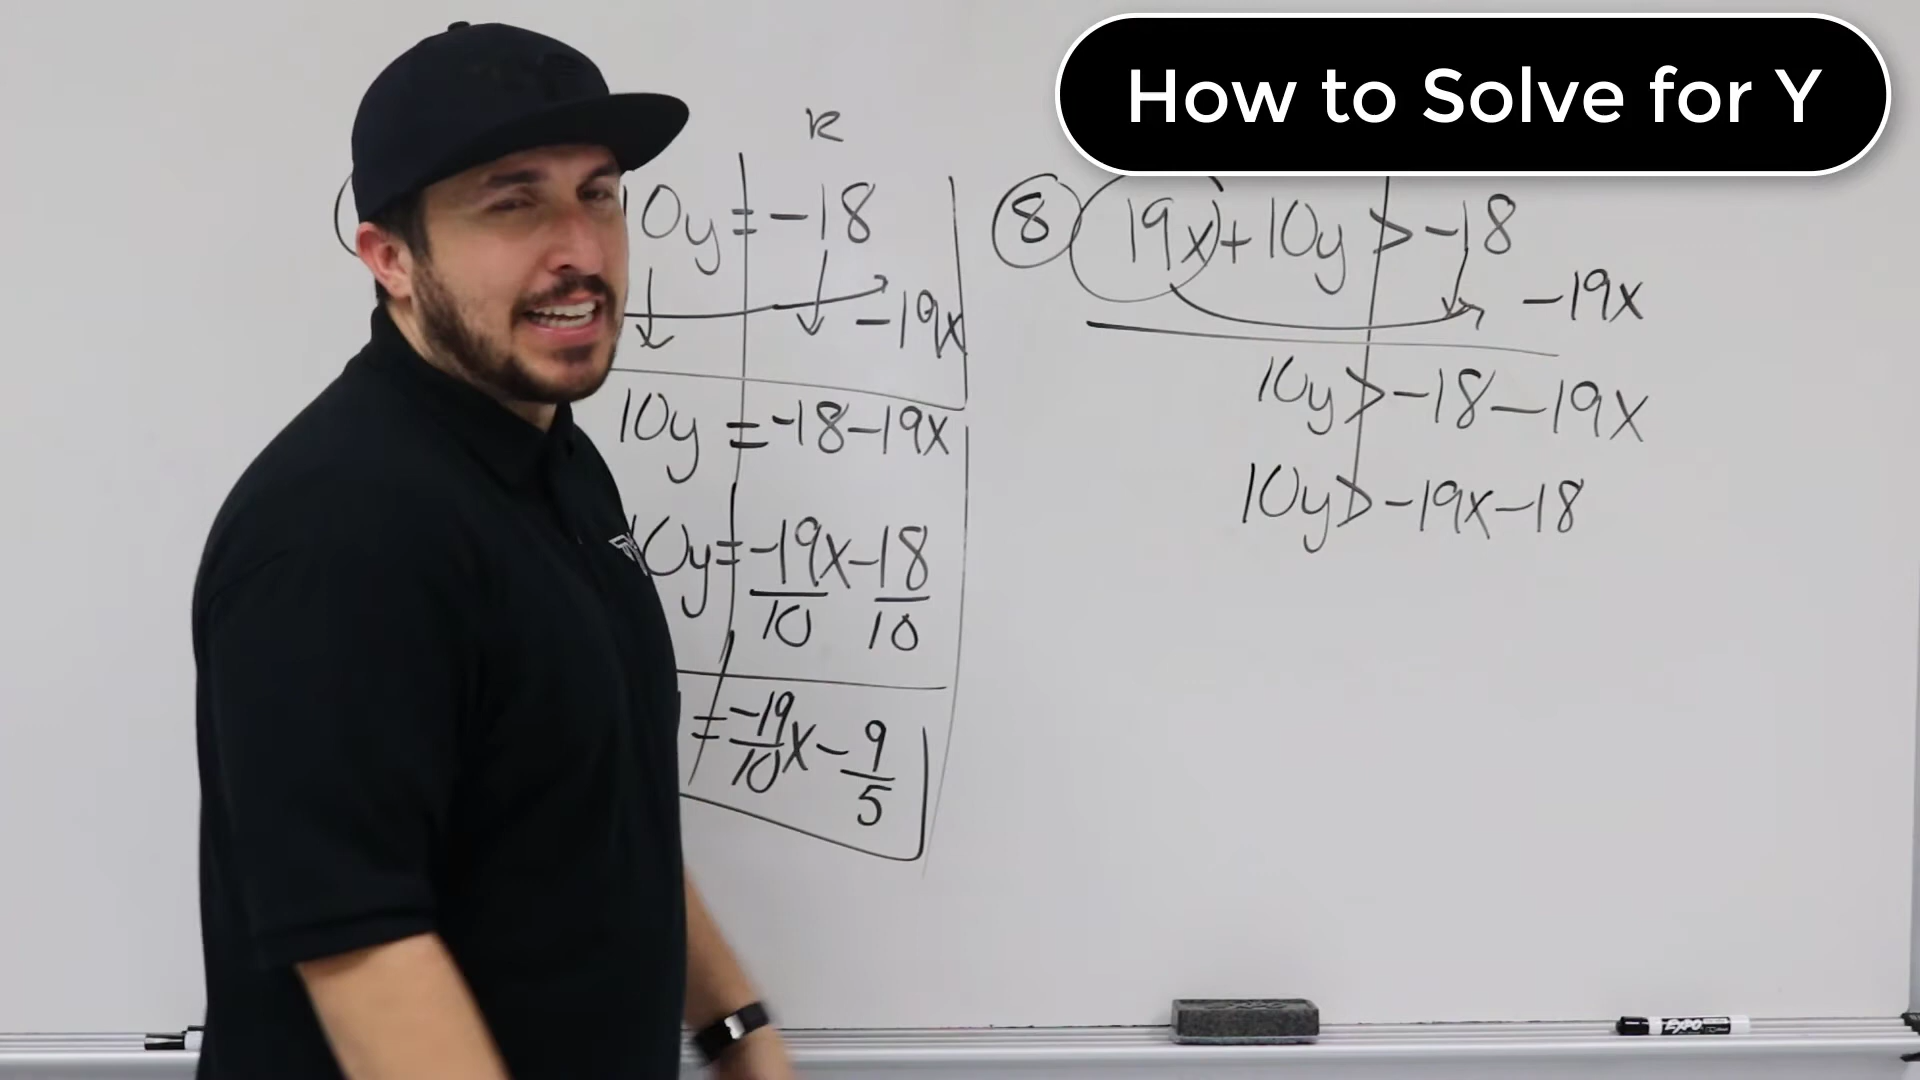 How to Solve for Y
R
10y = -18
-19x
10y = -18-19x
10y = -19x-18
10 10
= -19/10 x - 9/5
8 19x+10y > -18
-19x
10y > -18-19x
10y > -19x-18
EXPO